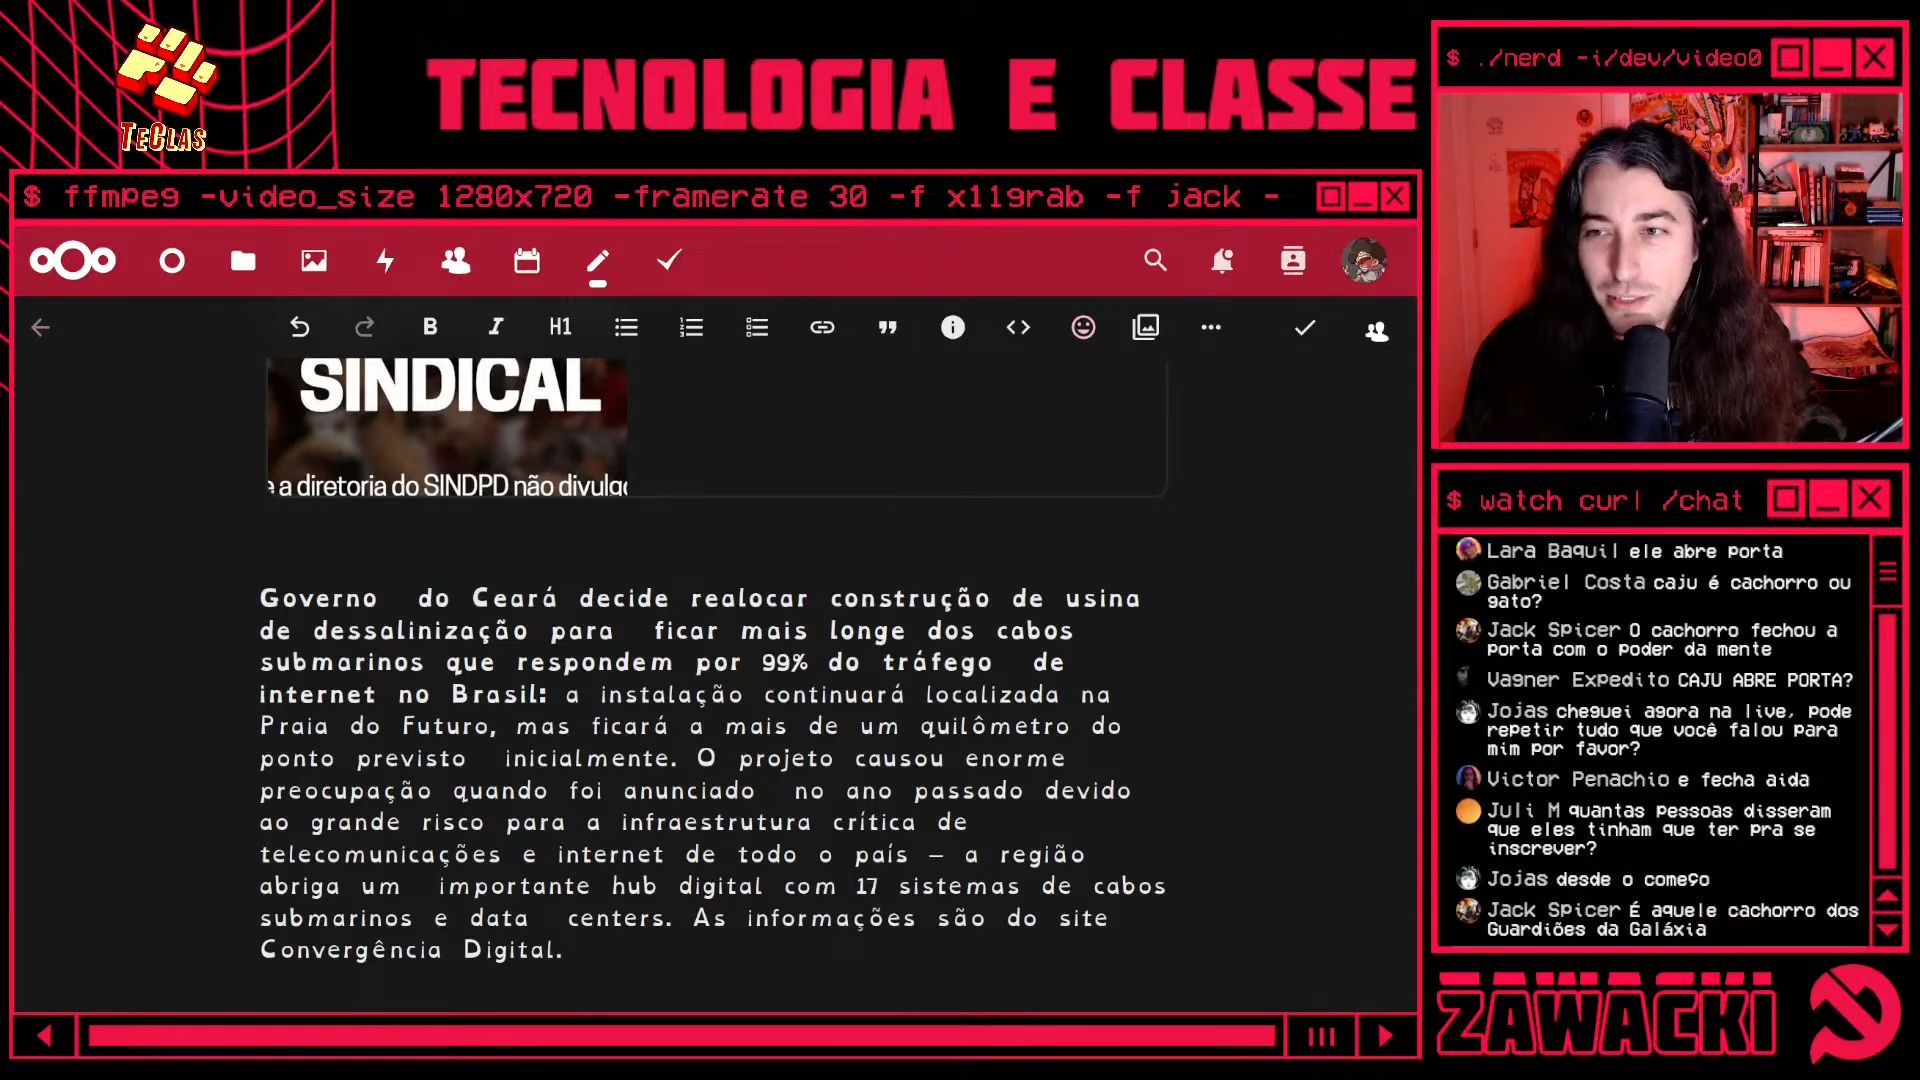 TECLAS
TECNOLOGIA E CLASSE
$ ./nerd -i/dev/video0
$ ffmpeg -video_size 1280x720 -framerate 30 -f x11grab -f jack -
H1
SINDICAL
e a diretoria do SINDPD não divulg
Governo do Ceará decide realocar construção de usina
de dessalinização para ficar mais longe dos cabos
submarinos que respondem por 99% do tráfego de
internet no Brasil: a instalação continuará localizada na
Praia do Futuro, mas ficará a mais de um quilômetro do
ponto previsto inicialmente. O projeto causou enorme
preocupação quando foi anunciado no ano passado devido
ao grande risco para a infraestrutura crítica de
telecomunicações e internet de todo o país – a região
abriga um importante hub digital com 17 sistemas de cabos
submarinos e data centers. As informações são do site
Convergência Digital.
$ watch curl /chat
Lara Baquil ele abre porta
Gabriel Costa caju é cachorro ou
gato?
Jack Spicer O cachorro fechou a
porta com o poder da mente
Vagner Expedito CAJU ABRE PORTA?
Jojas cheguei agora na live, pode
repetir tudo que você falou para
mim por favor?
Victor Penachio e fecha aida
Juli M quantas pessoas disseram
que eles tinham que ter pra se
inscrever?
Jojas desde o começo
Jack Spicer É aquele cachorro dos
Guardiões da Galáxia
ZAWACKI